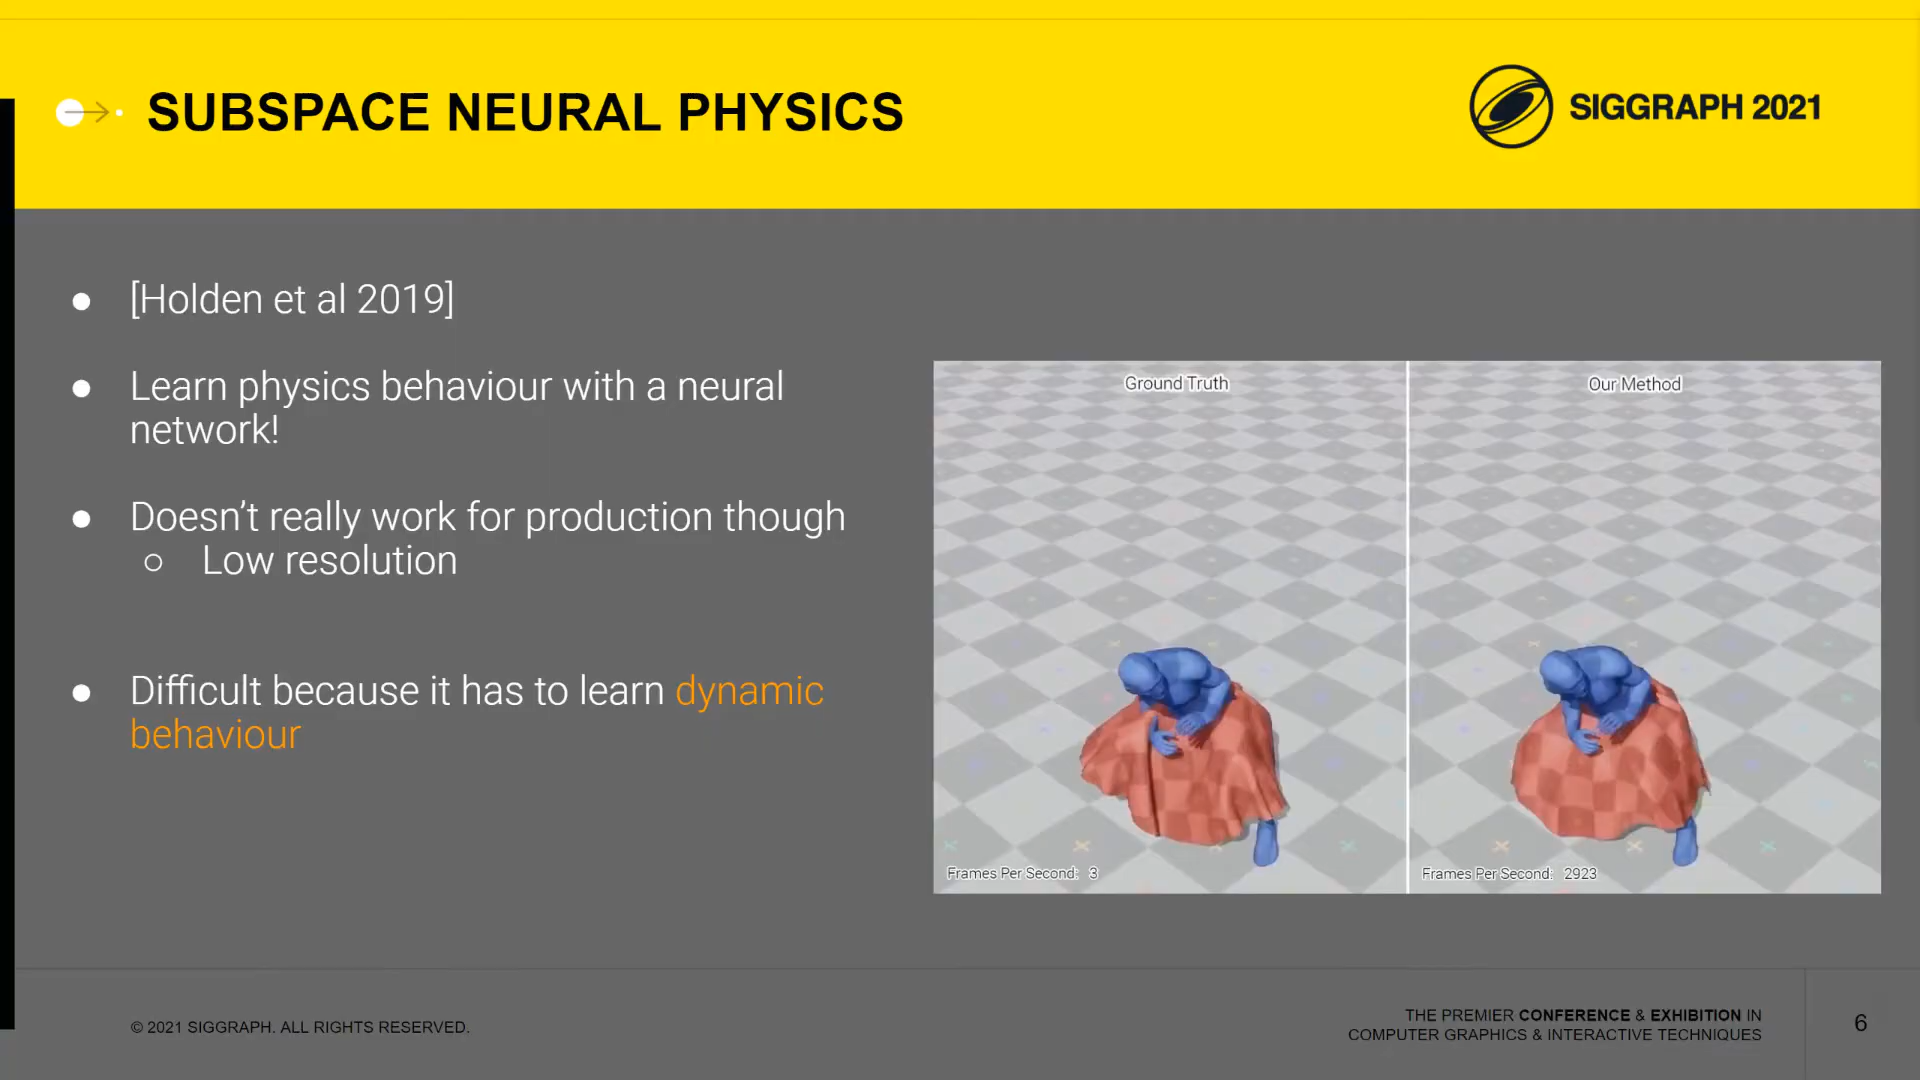 SUBSPACE NEURAL PHYSICS
SIGGRAPH 2021
● [Holden et al 2019]
● Learn physics behaviour with a neural
network!
● Doesn’t really work for production though
○ Low resolution
● Difficult because it has to learn dynamic
behaviour
Ground Truth
Our Method
Frames Per Second: 3
Frames Per Second: 2923
© 2021 SIGGRAPH. ALL RIGHTS RESERVED.
THE PREMIER CONFERENCE & EXHIBITION IN
COMPUTER GRAPHICS & INTERACTIVE TECHNIQUES
6